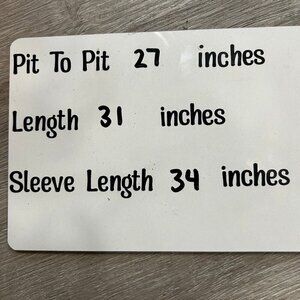 Pit To Pit 27 inches
Length 31 inches
Sleeve Length 34 inches